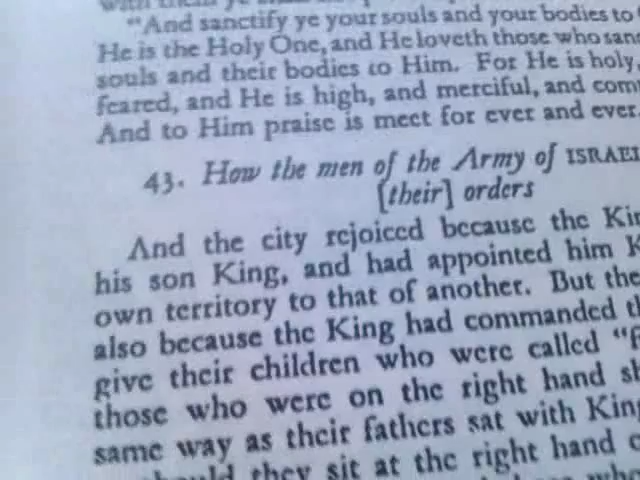 with them ye
"And sanctify ye your souls and your bodies to
He is the Holy One, and He loveth those who
souls and their bodies to Him. For He is holy,
feared, and He is high, and merciful, and
And to Him praise is meet for ever and ever.
43. How the men of the Army of ISRAEL
[their] orders
And the city rejoiced because the
his son King, and had appointed him
own territory to that of another. But the
also because the King had commanded
give their children who were called
those who were on the right hand
same way as their fathers sat with
should they sit at the right hand